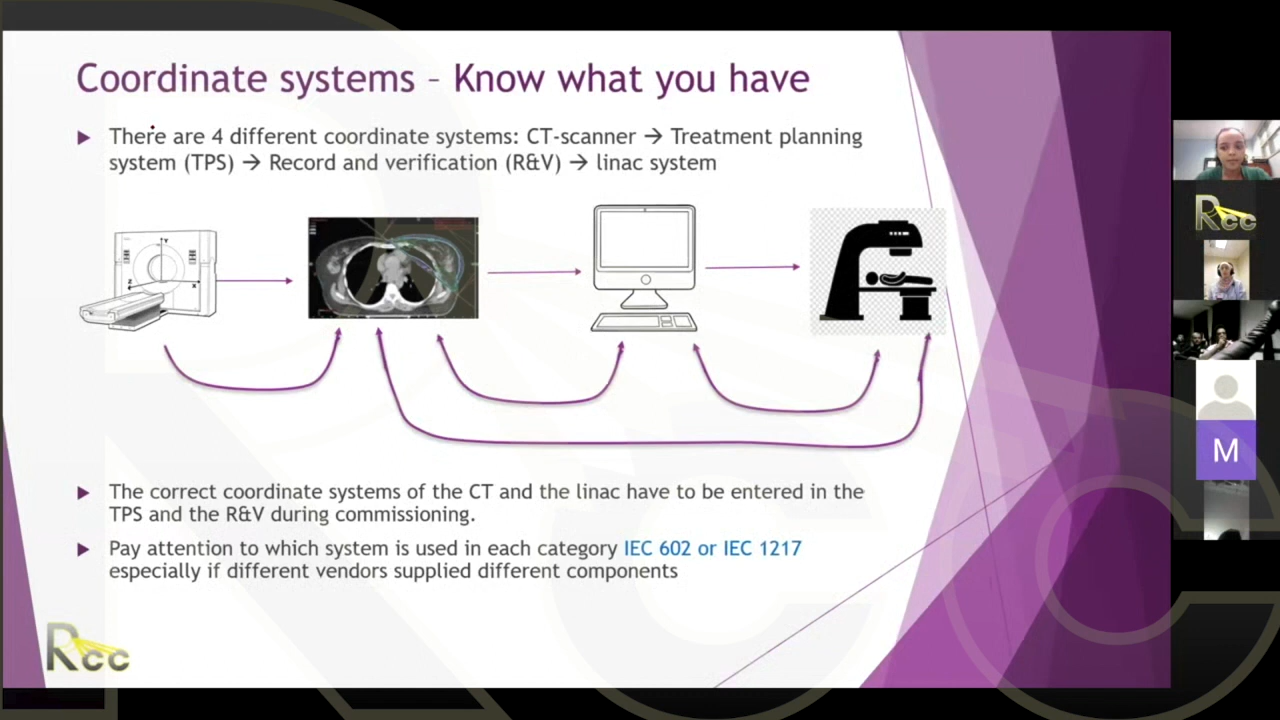 Coordinate systems – Know what you have
There are 4 different coordinate systems: CT-scanner → Treatment planning
system (TPS) → Record and verification (R&V) → linac system
Y
Z
X
The correct coordinate systems of the CT and the linac have to be entered in the
TPS and the R&V during commissioning.
Pay attention to which system is used in each category IEC 602 or IEC 1217
especially if different vendors supplied different components
Rcc
Rcc
M